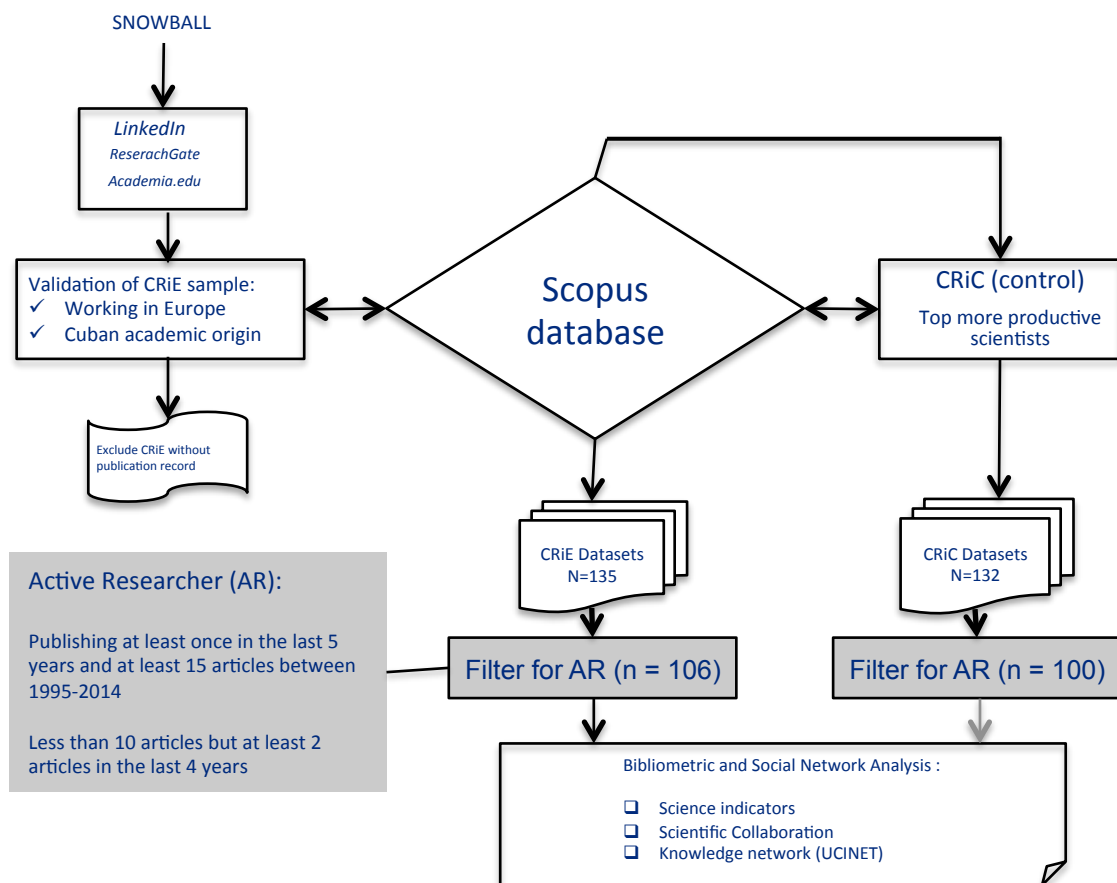 SNOWBALL
LinkedIn
ReserachGate
Academia.edu
Validation of CRiE sample:
✓ Working in Europe
✓ Cuban academic origin
Exclude CRiE without
publication record
Scopus
database
CRiC (control)
Top more productive
scientists
CRiE Datasets
N=135
CRiC Datasets
N=132
Active Researcher (AR):
Publishing at least once in the last 5
years and at least 15 articles between
1995-2014
Less than 10 articles but at least 2
articles in the last 4 years
Filter for AR (n = 106)
Filter for AR (n = 100)
Bibliometric and Social Network Analysis :
❑ Science indicators
❑ Scientific Collaboration
❑ Knowledge network (UCINET)